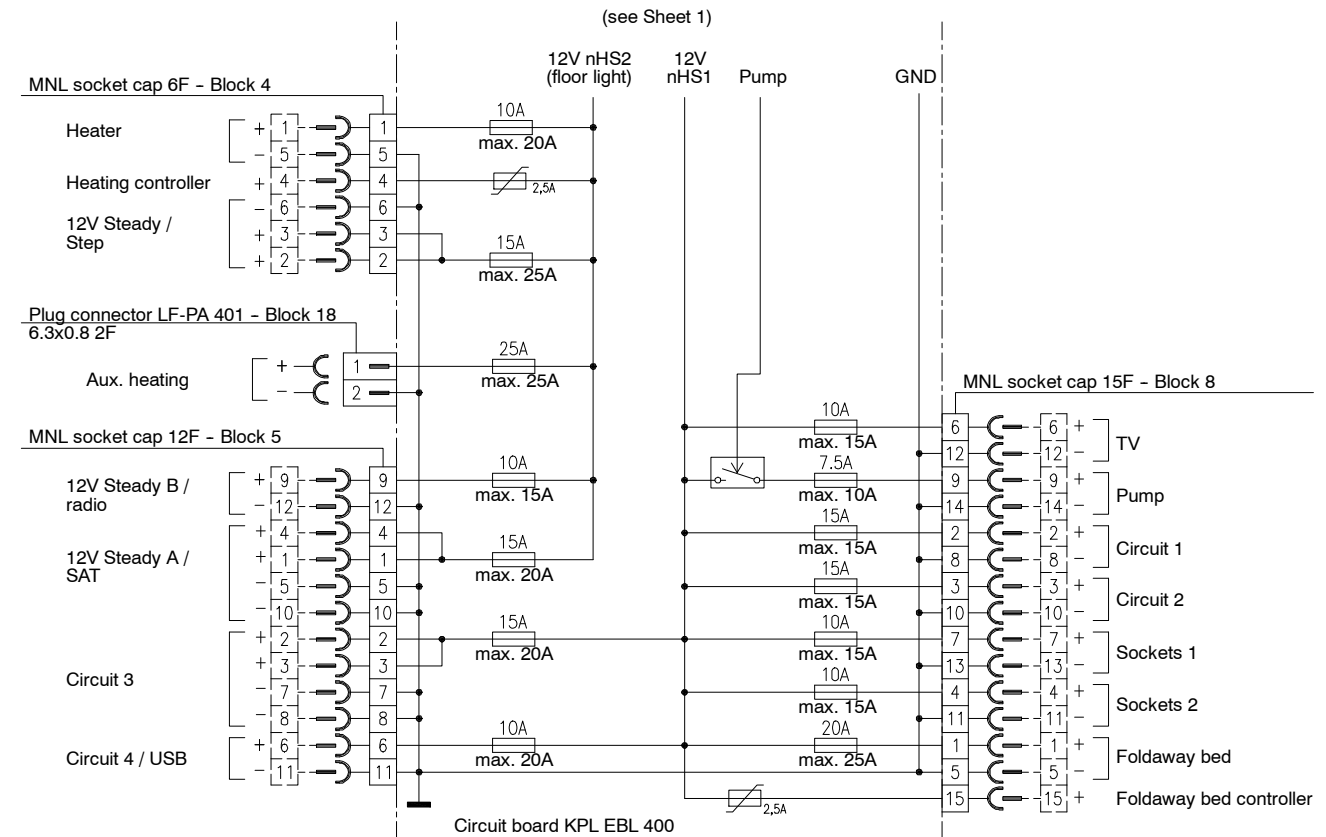 (see Sheet 1)
12V nHS2
(floor light)
12V
nHS1
Pump
GND
MNL socket cap 6F – Block 4
Heater
+ 1 1
10A
max. 20A
– 5 5
Heating controller
+ 4 4
2,5A
12V Steady /
Step
– 6 6
+ 3 3
+ 2 2
15A
max. 25A
Plug connector LF-PA 401 – Block 18
6.3x0.8 2F
Aux. heating
+ 1
– 2
25A
max. 25A
MNL socket cap 12F – Block 5
12V Steady B /
radio
+ 9 9
– 12 12
10A
max. 15A
12V Steady A /
SAT
+ 4 4
+ 1 1
– 5 5
– 10 10
15A
max. 20A
Circuit 3
+ 2 2
+ 3 3
– 7 7
– 8 8
15A
max. 20A
Circuit 4 / USB
+ 6 6
– 11 11
10A
max. 20A
MNL socket cap 15F – Block 8
10A
max. 15A
6 6 +
12 12 –
TV
7.5A
max. 10A
9 9 +
14 14 –
Pump
15A
max. 15A
2 2 +
8 8 –
Circuit 1
15A
max. 15A
3 3 +
10 10 –
Circuit 2
10A
max. 15A
7 7 +
13 13 –
Sockets 1
10A
max. 15A
4 4 +
11 11 –
Sockets 2
20A
max. 25A
1 1 +
5 5 –
Foldaway bed
2,5A
15 15 +
Foldaway bed controller
Circuit board KPL EBL 400